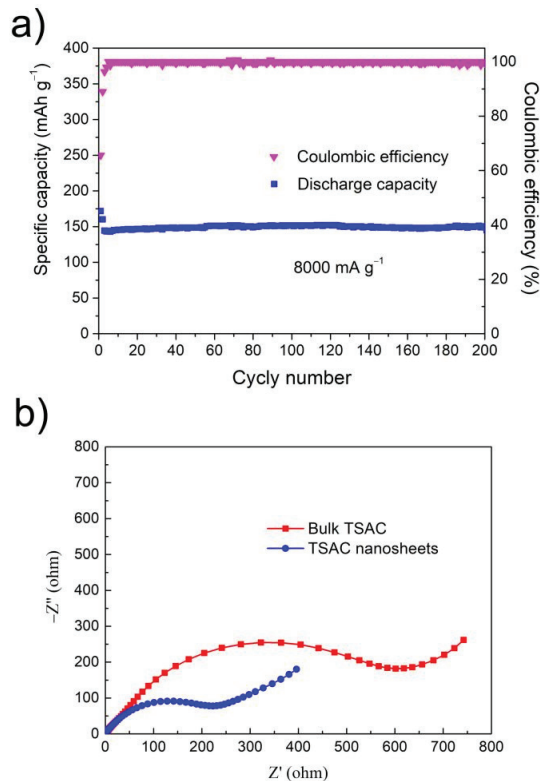 a)
400
350
300
250
200
150
100
50
0
Specific capacity (mAh g⁻¹)
100
80
60
40
20
0
Coulombic efficiency (%)
Coulombic efficiency
Discharge capacity
8000 mA g⁻¹
0 20 40 60 80 100 120 140 160 180 200
Cycly number
b)
800
700
600
500
400
300
200
100
0
−Z'' (ohm)
Bulk TSAC
TSAC nanosheets
0 100 200 300 400 500 600 700 800
Z' (ohm)